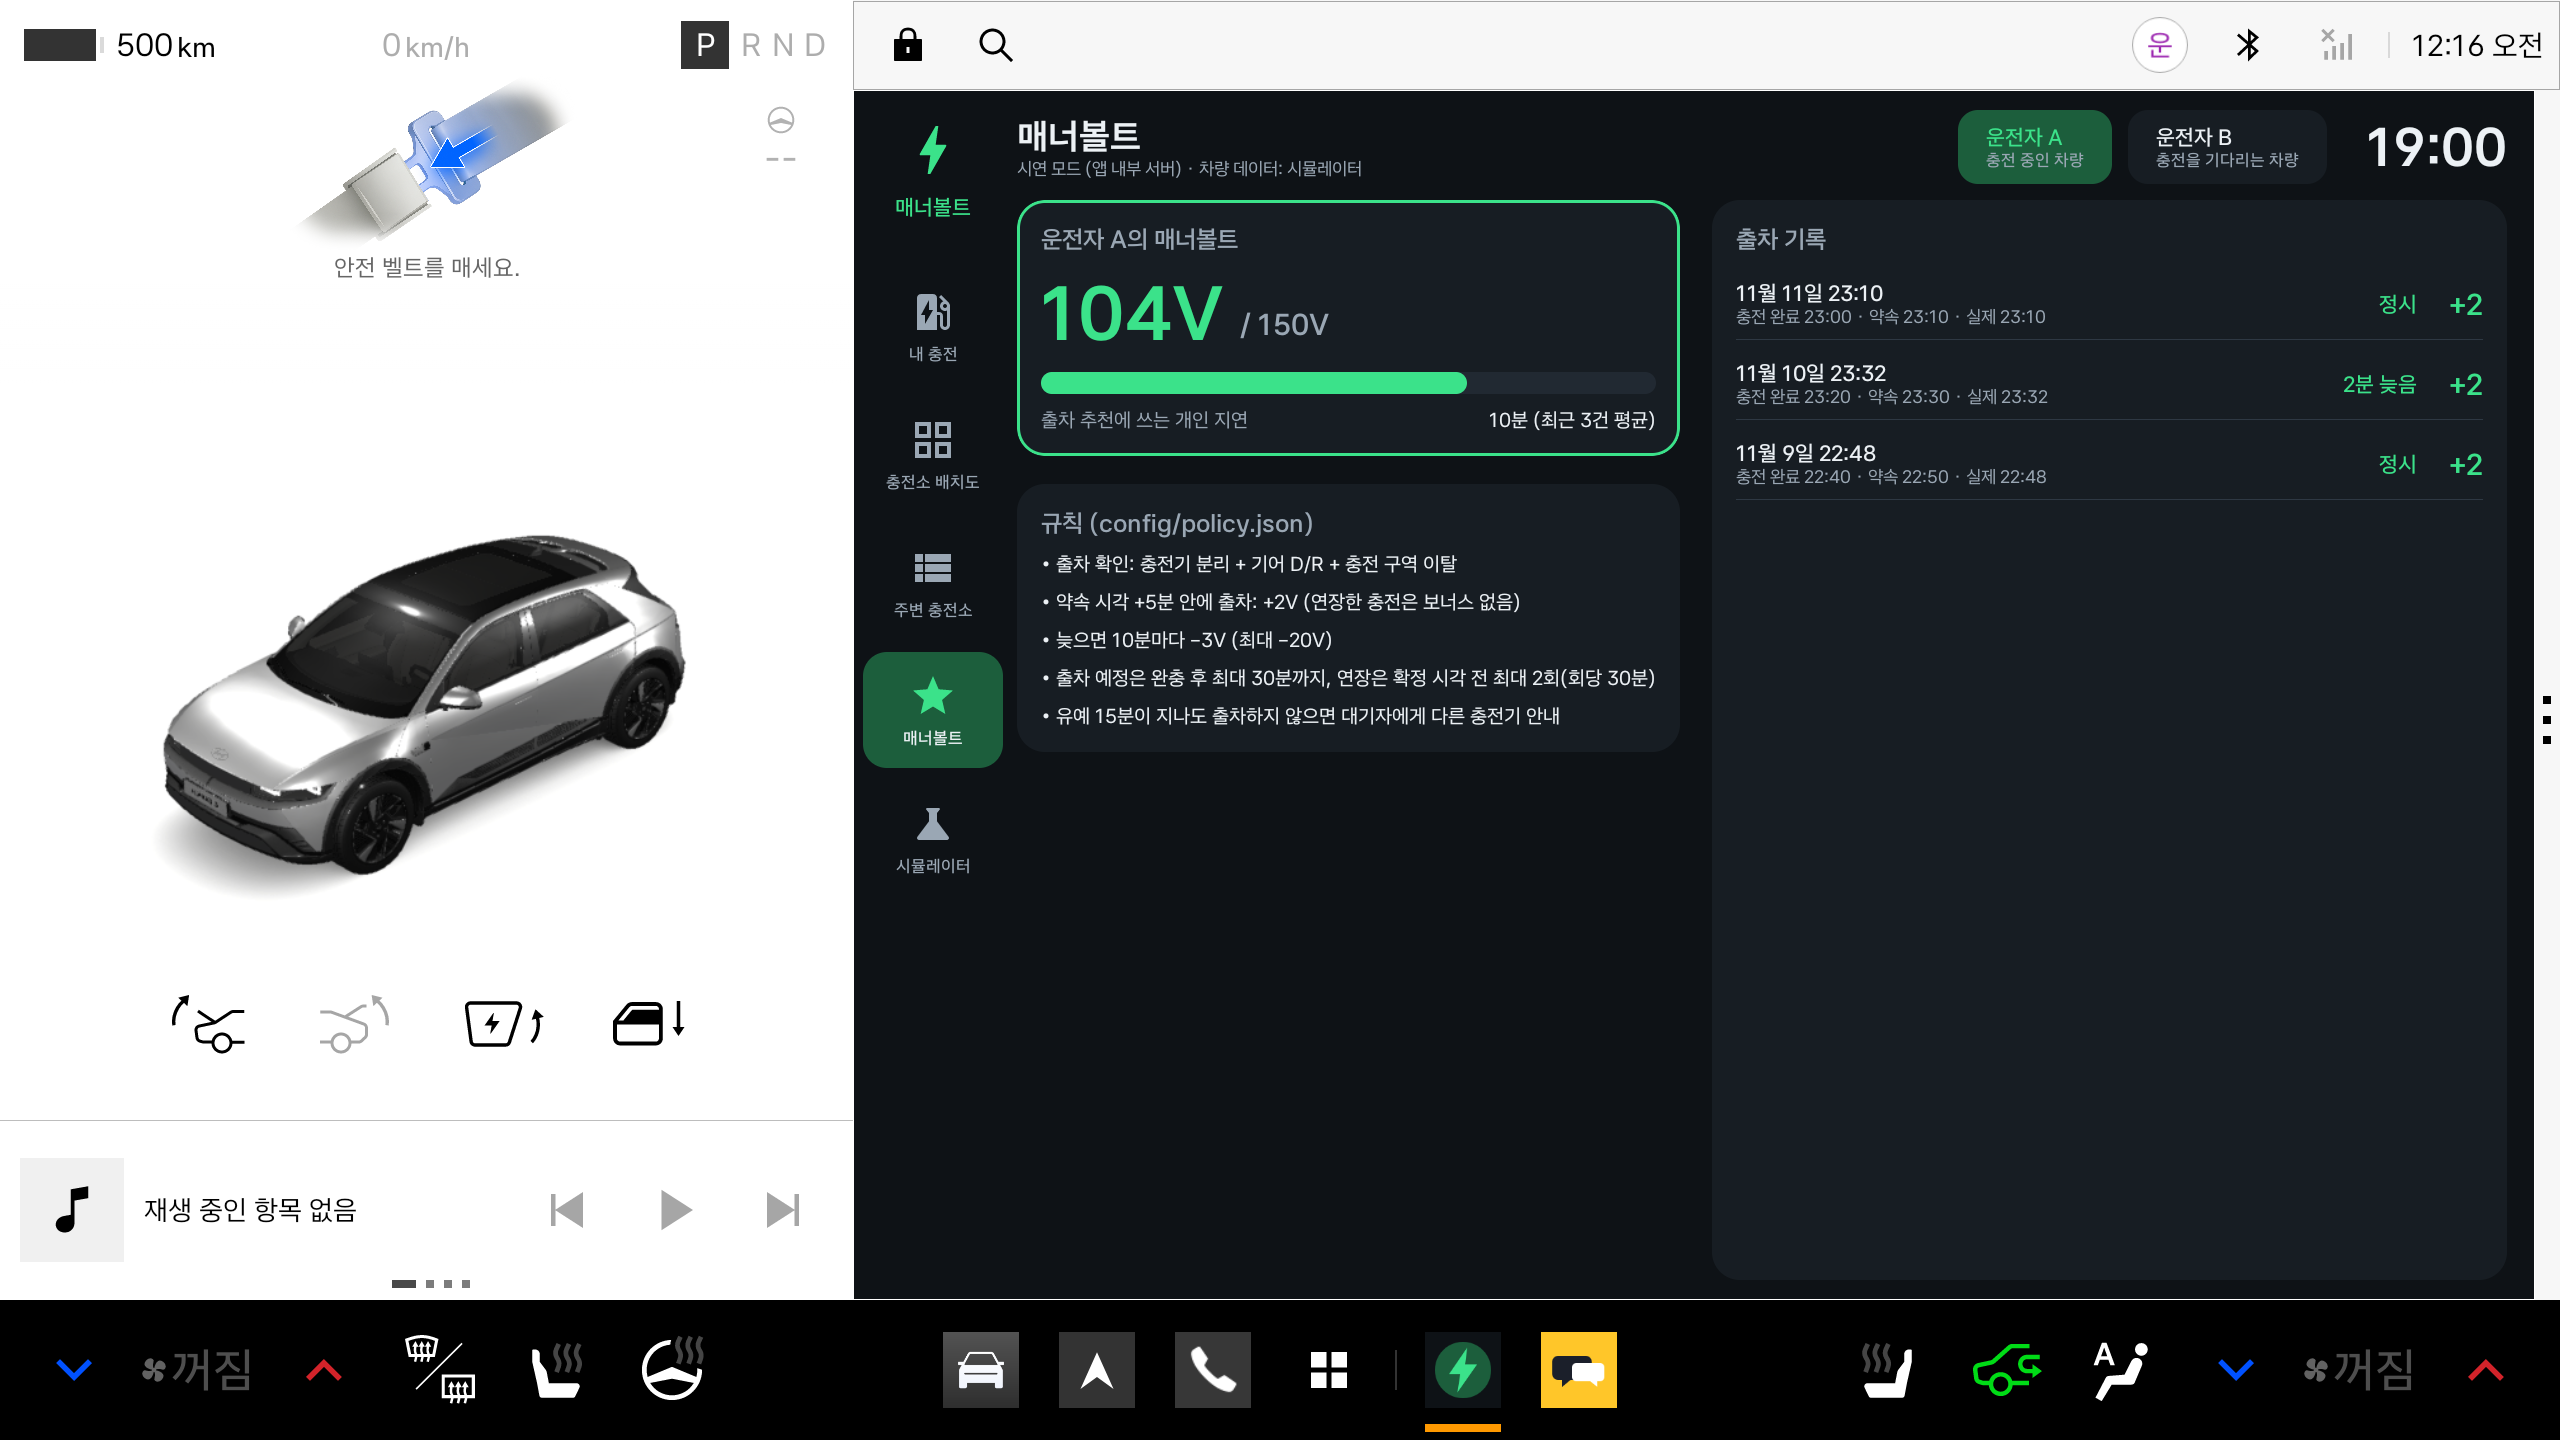 500 km
0 km/h
P R N D
안전 벨트를 매세요.
재생 중인 항목 없음
운
12:16 오전
매너볼트
내 충전
충전소 배치도
주변 충전소
매너볼트
시뮬레이터
매너볼트
시연 모드 (앱 내부 서버) · 차량 데이터: 시뮬레이터
운전자 A
충전 중인 차량
운전자 B
충전을 기다리는 차량
19:00
운전자 A의 매너볼트
104V / 150V
출차 추천에 쓰는 개인 지연 10분 (최근 3건 평균)
규칙 (config/policy.json)
• 출차 확인: 충전기 분리 + 기어 D/R + 충전 구역 이탈
• 약속 시각 +5분 안에 출차: +2V (연장한 충전은 보너스 없음)
• 늦으면 10분마다 −3V (최대 −20V)
• 출차 예정은 완충 후 최대 30분까지, 연장은 확정 시각 전 최대 2회(회당 30분)
• 유예 15분이 지나도 출차하지 않으면 대기자에게 다른 충전기 안내
출차 기록
11월 11일 23:10
충전 완료 23:00 · 약속 23:10 · 실제 23:10
정시 +2
11월 10일 23:32
충전 완료 23:20 · 약속 23:30 · 실제 23:32
2분 늦음 +2
11월 9일 22:48
충전 완료 22:40 · 약속 22:50 · 실제 22:48
정시 +2
꺼짐
A
꺼짐